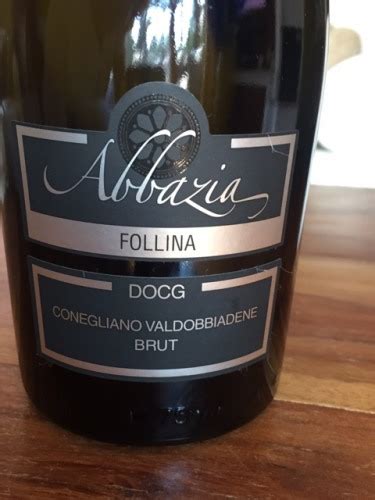 Abbazia
FOLLINA
DOCG
CONEGLIANO VALDOBBIADENE
BRUT